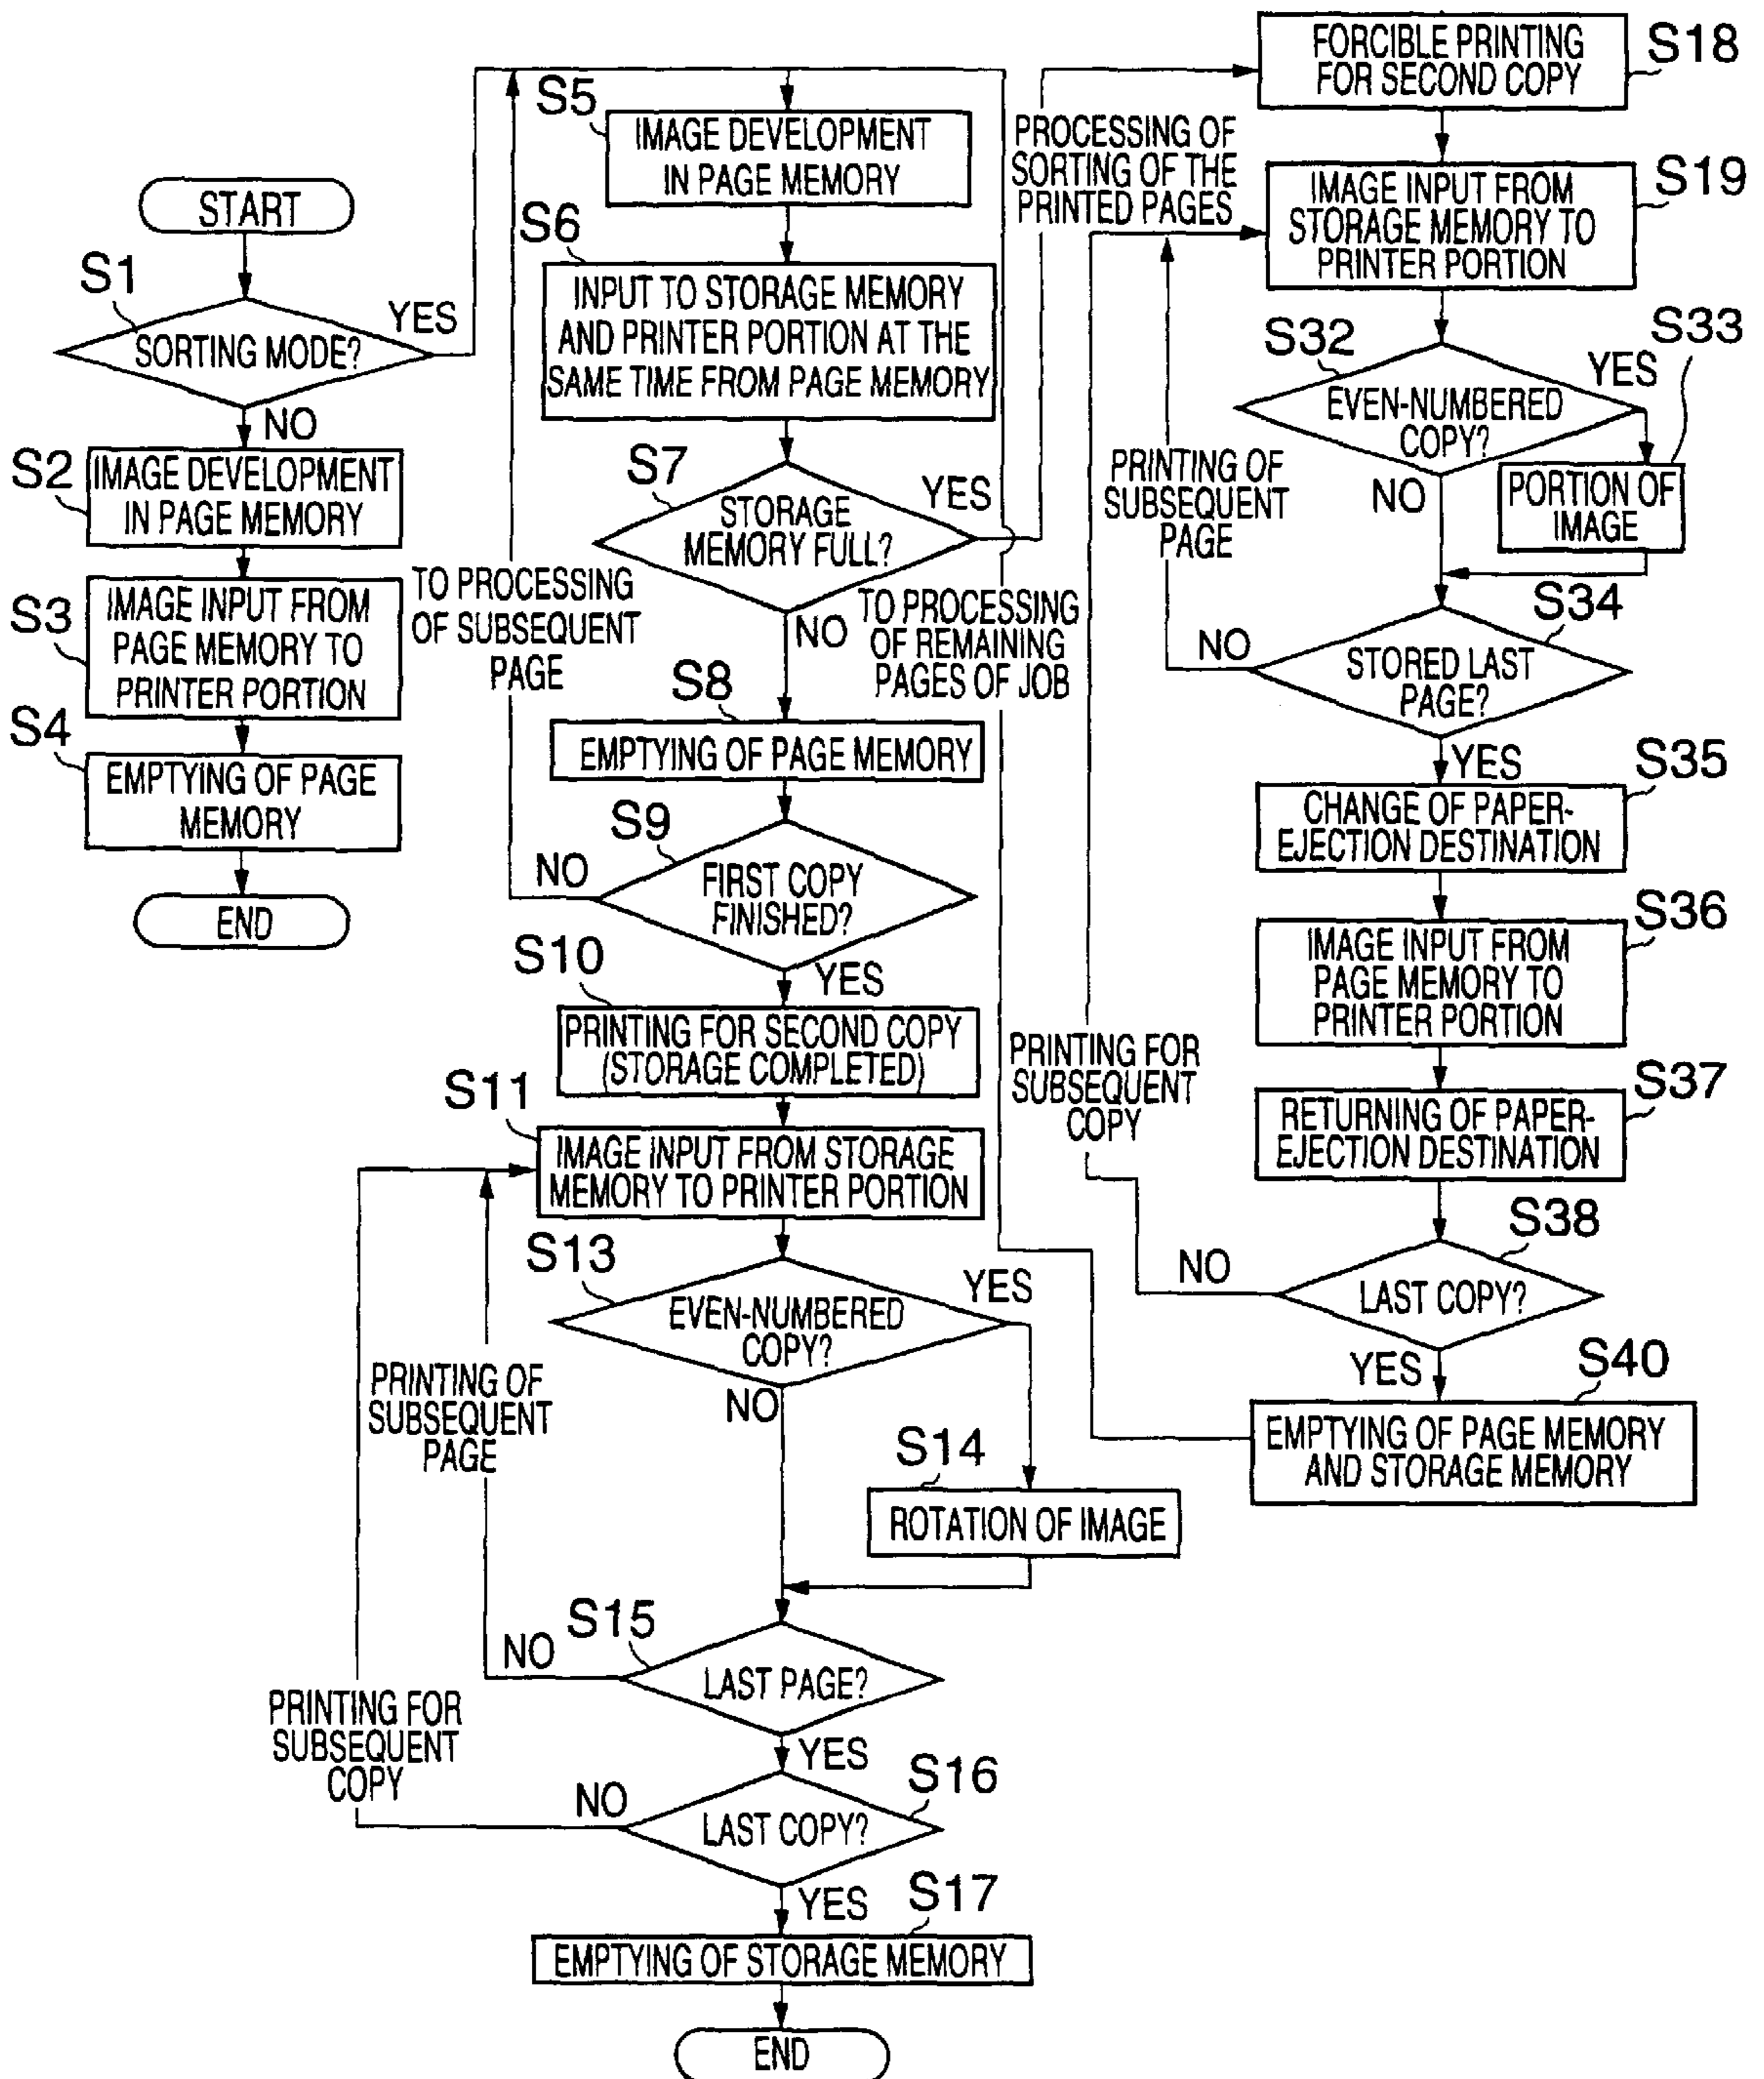 START
S1
SORTING MODE?
YES
NO
S2
IMAGE DEVELOPMENT
IN PAGE MEMORY
S3
IMAGE INPUT FROM
PAGE MEMORY TO
PRINTER PORTION
S4
EMPTYING OF PAGE
MEMORY
END
S5
IMAGE DEVELOPMENT
IN PAGE MEMORY
S6
INPUT TO STORAGE MEMORY
AND PRINTER PORTION AT THE
SAME TIME FROM PAGE MEMORY
S7
STORAGE
MEMORY FULL?
YES
NO
TO PROCESSING
OF SUBSEQUENT
PAGE
TO PROCESSING
OF REMAINING
PAGES OF JOB
S8
EMPTYING OF PAGE MEMORY
S9
FIRST COPY
FINISHED?
NO
YES
S10
PRINTING FOR SECOND COPY
(STORAGE COMPLETED)
S11
IMAGE INPUT FROM STORAGE
MEMORY TO PRINTER PORTION
S13
EVEN-NUMBERED
COPY?
YES
NO
PRINTING OF
SUBSEQUENT
PAGE
S14
ROTATION OF IMAGE
S15
LAST PAGE?
NO
YES
PRINTING FOR
SUBSEQUENT
COPY
S16
LAST COPY?
NO
YES
S17
EMPTYING OF STORAGE MEMORY
END
PROCESSING OF
SORTING OF THE
PRINTED PAGES
S18
FORCIBLE PRINTING
FOR SECOND COPY
S19
IMAGE INPUT FROM
STORAGE MEMORY TO
PRINTER PORTION
S32
EVEN-NUMBERED
COPY?
YES
NO
S33
PORTION OF
IMAGE
PRINTING OF
SUBSEQUENT
PAGE
S34
STORED LAST
PAGE?
NO
YES
S35
CHANGE OF PAPER-
EJECTION DESTINATION
S36
IMAGE INPUT FROM
PAGE MEMORY TO
PRINTER PORTION
S37
RETURNING OF PAPER-
EJECTION DESTINATION
PRINTING FOR
SUBSEQUENT
COPY
S38
LAST COPY?
NO
YES
S40
EMPTYING OF PAGE MEMORY
AND STORAGE MEMORY